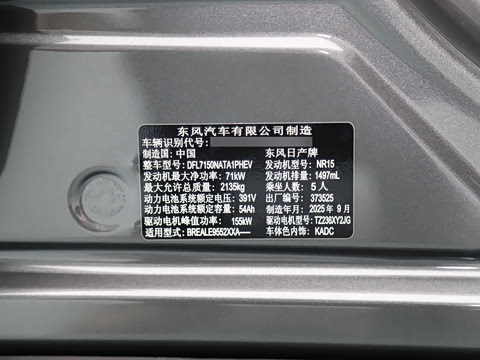 东风汽车有限公司制造
车辆识别代号:
制造国: 中国 东风日产牌
整车型号: DFL7150NATA1PHEV 发动机型号: NR15
发动机最大净功率: 71kW 发动机排量: 1497mL
最大允许总质量: 2135kg 乘坐人数: 5 人
动力电池系统额定电压: 391V 出厂编号: 373525
动力电池系统额定容量: 54Ah 制造年月: 2025 年 9 月
驱动电机峰值功率: 155kW 驱动电机型号: TZ236XY2JG
适用型号: BREALE9552XXA—— 车体色内饰: KADC